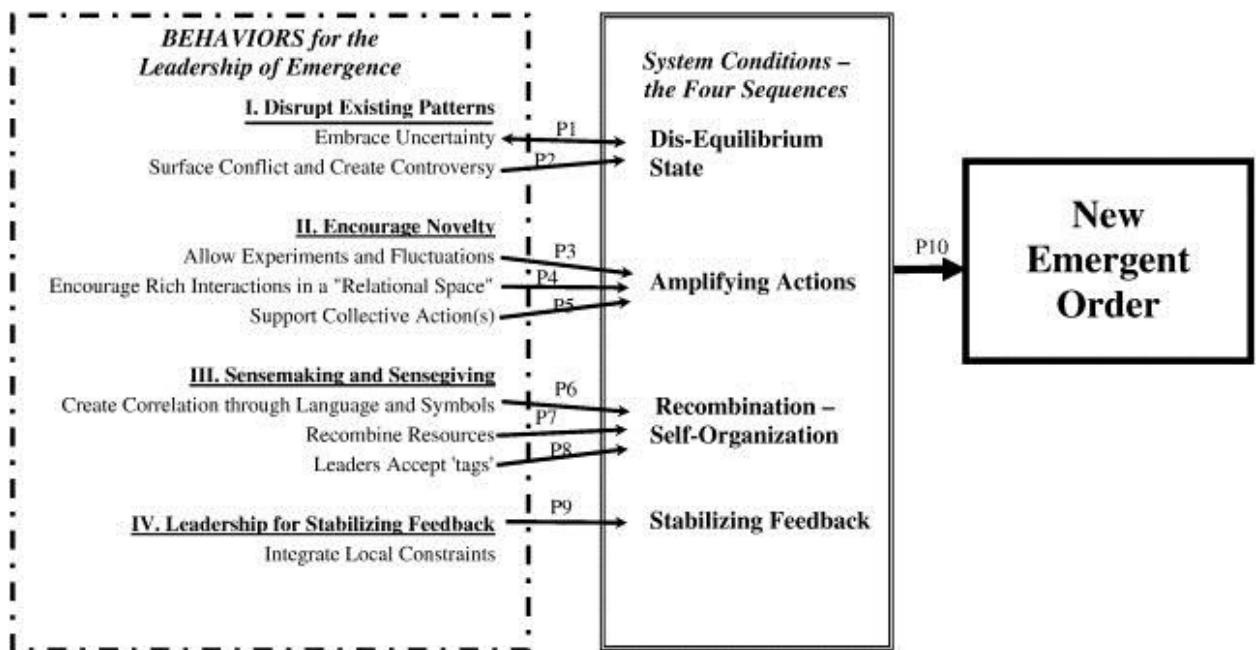 BEHAVIORS for the
Leadership of Emergence
I. Disrupt Existing Patterns
Embrace Uncertainty
Surface Conflict and Create Controversy
II. Encourage Novelty
Allow Experiments and Fluctuations
Encourage Rich Interactions in a "Relational Space"
Support Collective Action(s)
III. Sensemaking and Sensegiving
Create Correlation through Language and Symbols
Recombine Resources
Leaders Accept 'tags'
IV. Leadership for Stabilizing Feedback
Integrate Local Constraints
P1
P2
P3
P4
P5
P6
P7
P8
P9
System Conditions –
the Four Sequences
Dis-Equilibrium
State
Amplifying Actions
Recombination –
Self-Organization
Stabilizing Feedback
P10
New
Emergent
Order